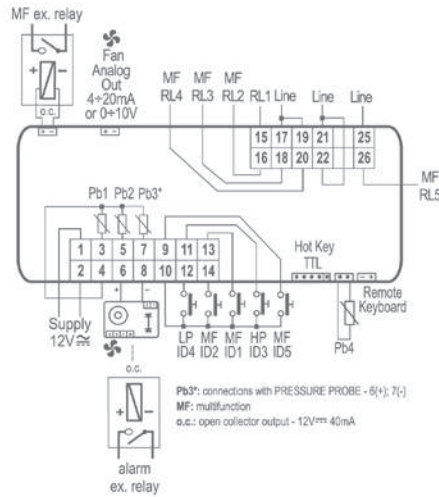 MF ex. relay
+ -
o.c.
Fan
Analog
Out
4÷20mA
or 0÷10V
MF
RL4
MF
RL3
MF
RL2
RL1
Line
Line
Line
15 17 19 21 25
16 18 20 22 26
MF
RL5
Pb1 Pb2 Pb3*
1 3 5 7 9 11 13
2 4 6 8 10 12 14
Hot Key
TTL
Remote
Keyboard
Pb4
Supply
12V
+ -
LP
ID4
MF
ID2
MF
ID1
HP
ID3
MF
ID5
o.c.
+ -
alarm
ex. relay
Pb3*: connections with PRESSURE PROBE - 6(+); 7(-)
MF: multifunction
o.c.: open collector output - 12V⎓ 40mA